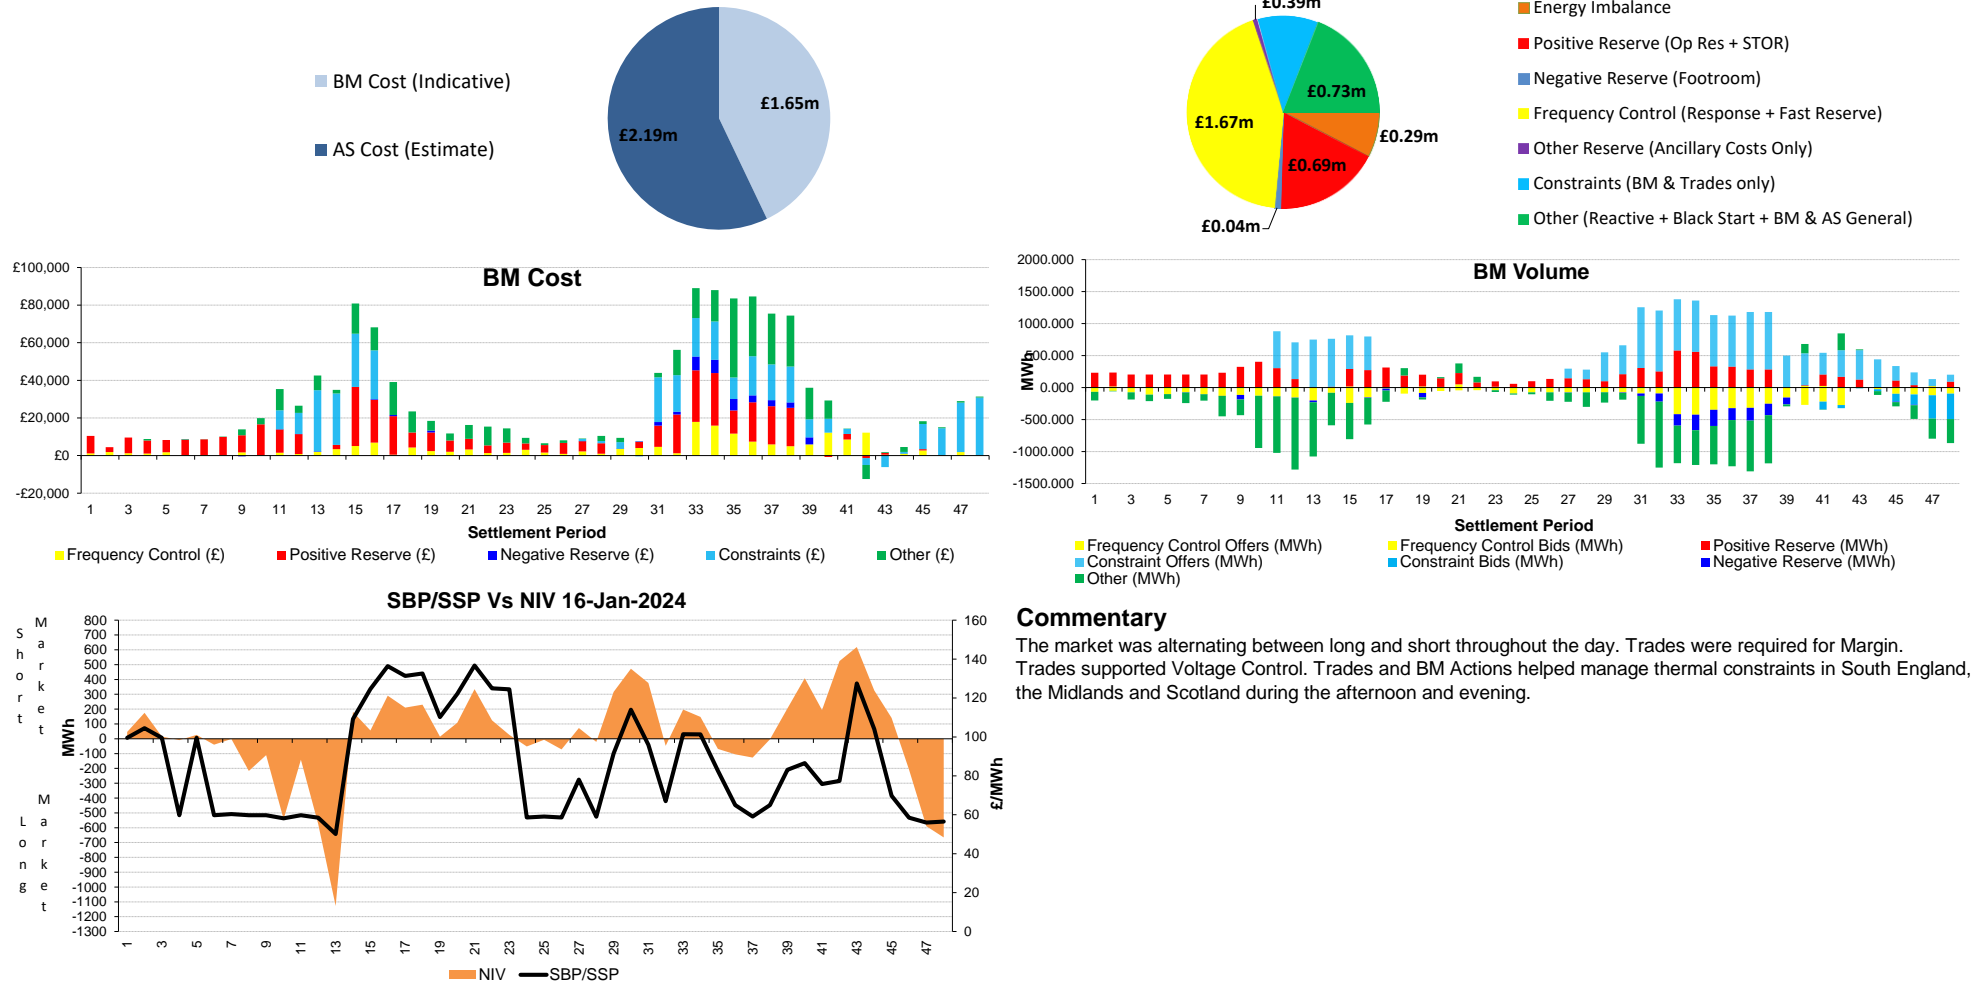 BM Cost (Indicative)
AS Cost (Estimate)
£1.65m
£2.19m
£0.39m
£0.73m
£0.29m
£0.69m
£0.04m
£1.67m
Energy Imbalance
Positive Reserve (Op Res + STOR)
Negative Reserve (Footroom)
Frequency Control (Response + Fast Reserve)
Other Reserve (Ancillary Costs Only)
Constraints (BM & Trades only)
Other (Reactive + Black Start + BM & AS General)
BM Cost
£100,000
£80,000
£60,000
£40,000
£20,000
£0
-£20,000
1 3 5 7 9 11 13 15 17 19 21 23 25 27 29 31 33 35 37 39 41 43 45 47
Settlement Period
Frequency Control (£) Positive Reserve (£) Negative Reserve (£) Constraints (£) Other (£)
BM Volume
MWh
2000.000
1500.000
1000.000
500.000
0.000
-500.000
-1000.000
-1500.000
1 3 5 7 9 11 13 15 17 19 21 23 25 27 29 31 33 35 37 39 41 43 45 47
Settlement Period
Frequency Control Offers (MWh) Frequency Control Bids (MWh) Positive Reserve (MWh)
Constraint Offers (MWh) Constraint Bids (MWh) Negative Reserve (MWh)
Other (MWh)
SBP/SSP Vs NIV 16-Jan-2024
Short Market
Long Market
MWh
800
700
600
500
400
300
200
100
0
-100
-200
-300
-400
-500
-600
-700
-800
-900
-1000
-1100
-1200
-1300
160
140
120
100
80
60
40
20
0
£/MWh
1 3 5 7 9 11 13 15 17 19 21 23 25 27 29 31 33 35 37 39 41 43 45 47
NIV SBP/SSP
Commentary
The market was alternating between long and short throughout the day. Trades were required for Margin.
Trades supported Voltage Control. Trades and BM Actions helped manage thermal constraints in South England,
the Midlands and Scotland during the afternoon and evening.